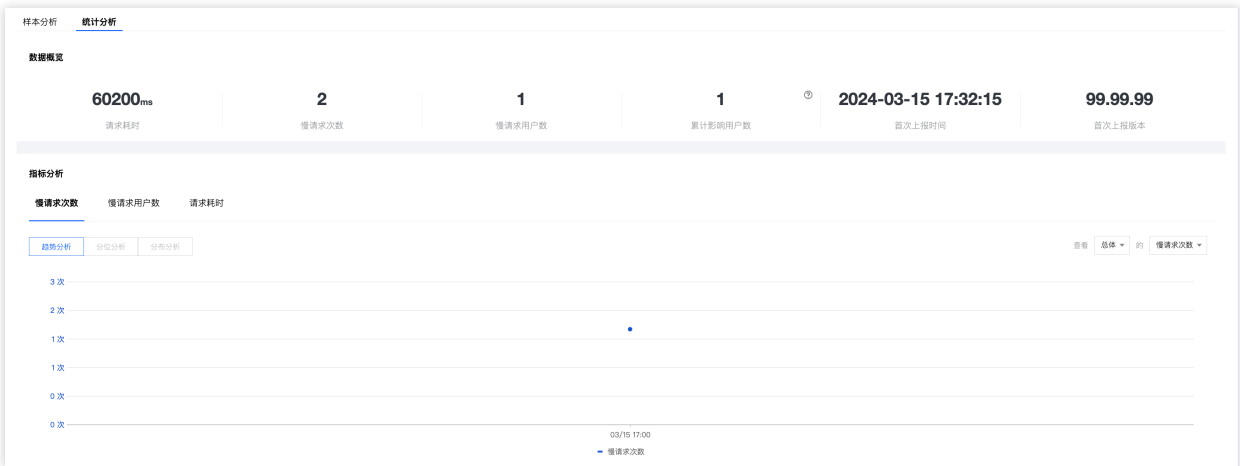 样本分析 统计分析
数据概览
60200ms 2 1 1 2024-03-15 17:32:15 99.99.99
请求耗时 慢请求次数 慢请求用户数 累计影响用户数 首次上报时间 首次上报版本
指标分析
慢请求次数 慢请求用户数 请求耗时
趋势分析 分位分析 分布分析 查看 总体 的 慢请求次数
3 次
2 次
1 次
1 次
0 次
0 次
03/15 17:00
慢请求次数